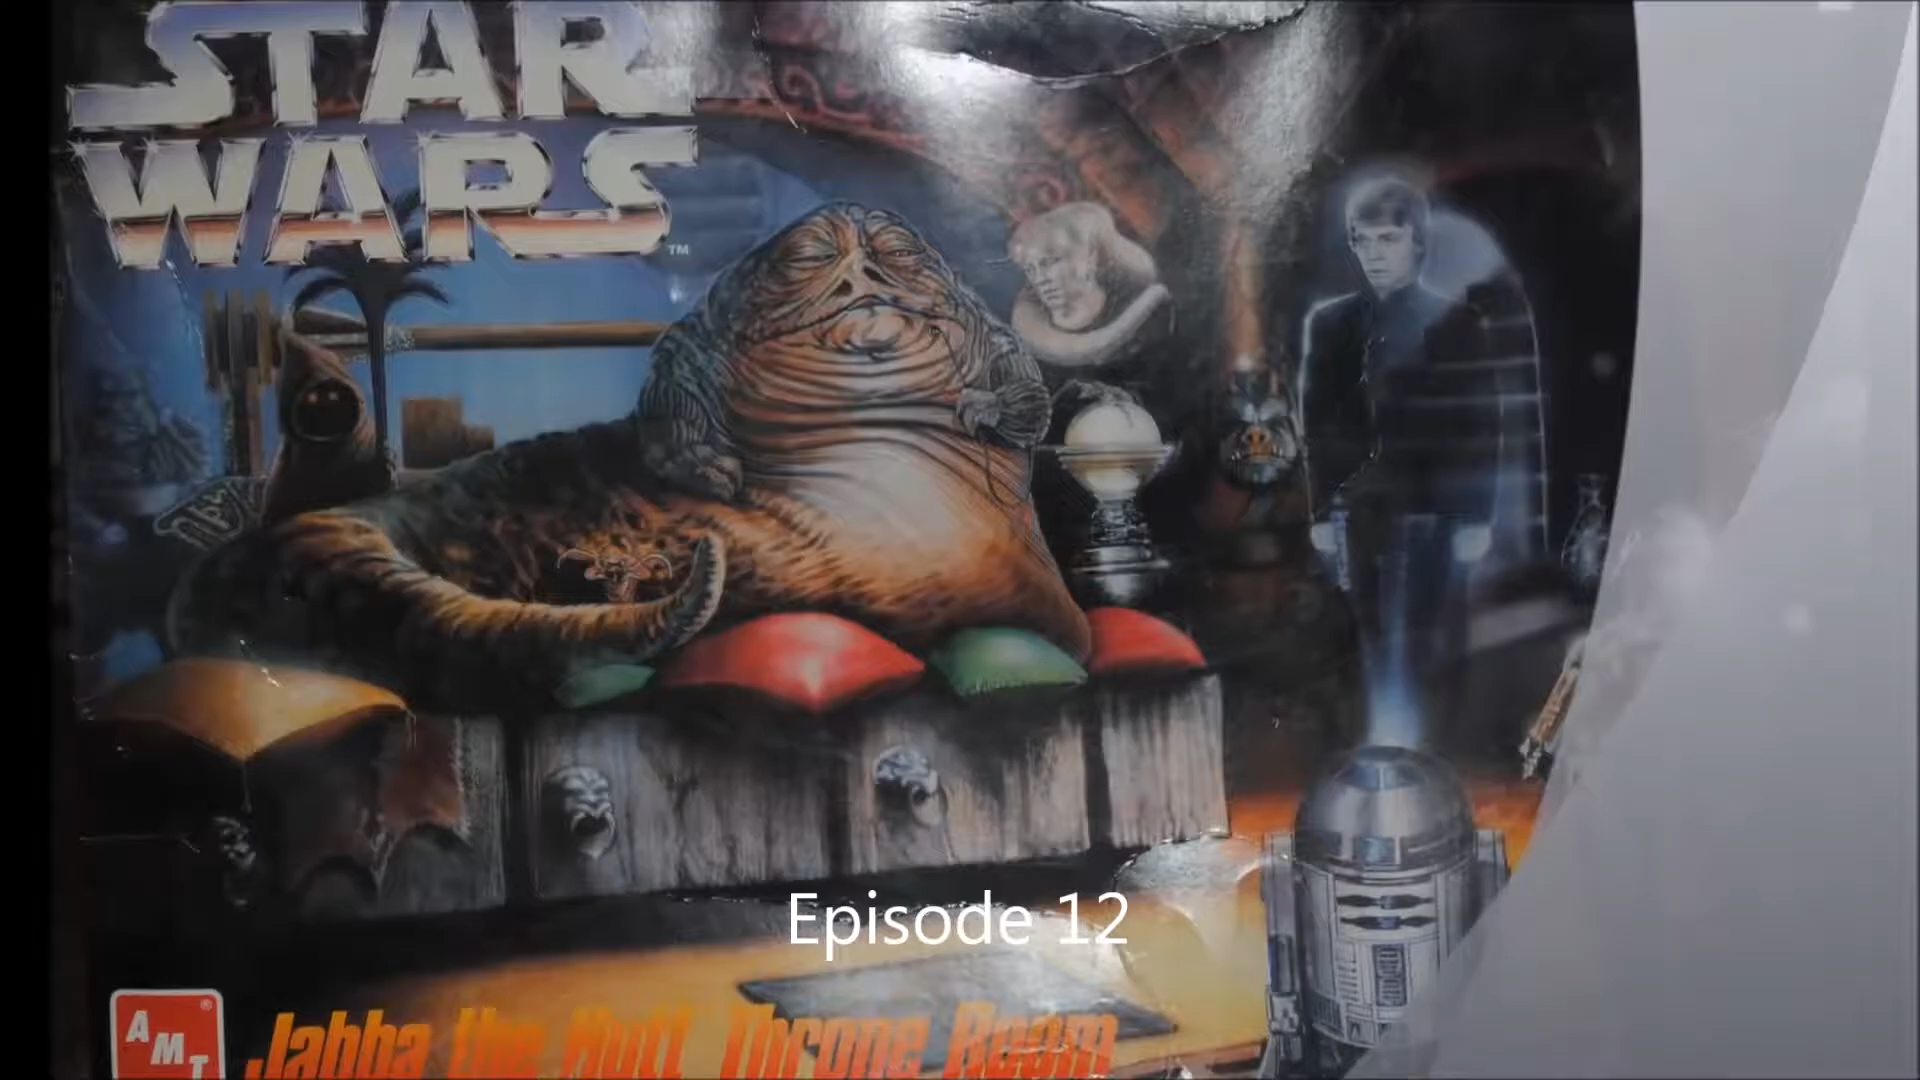 STAR
WARS
TM
Episode 12
AMT
®
Jabba the Hutt Throne Room